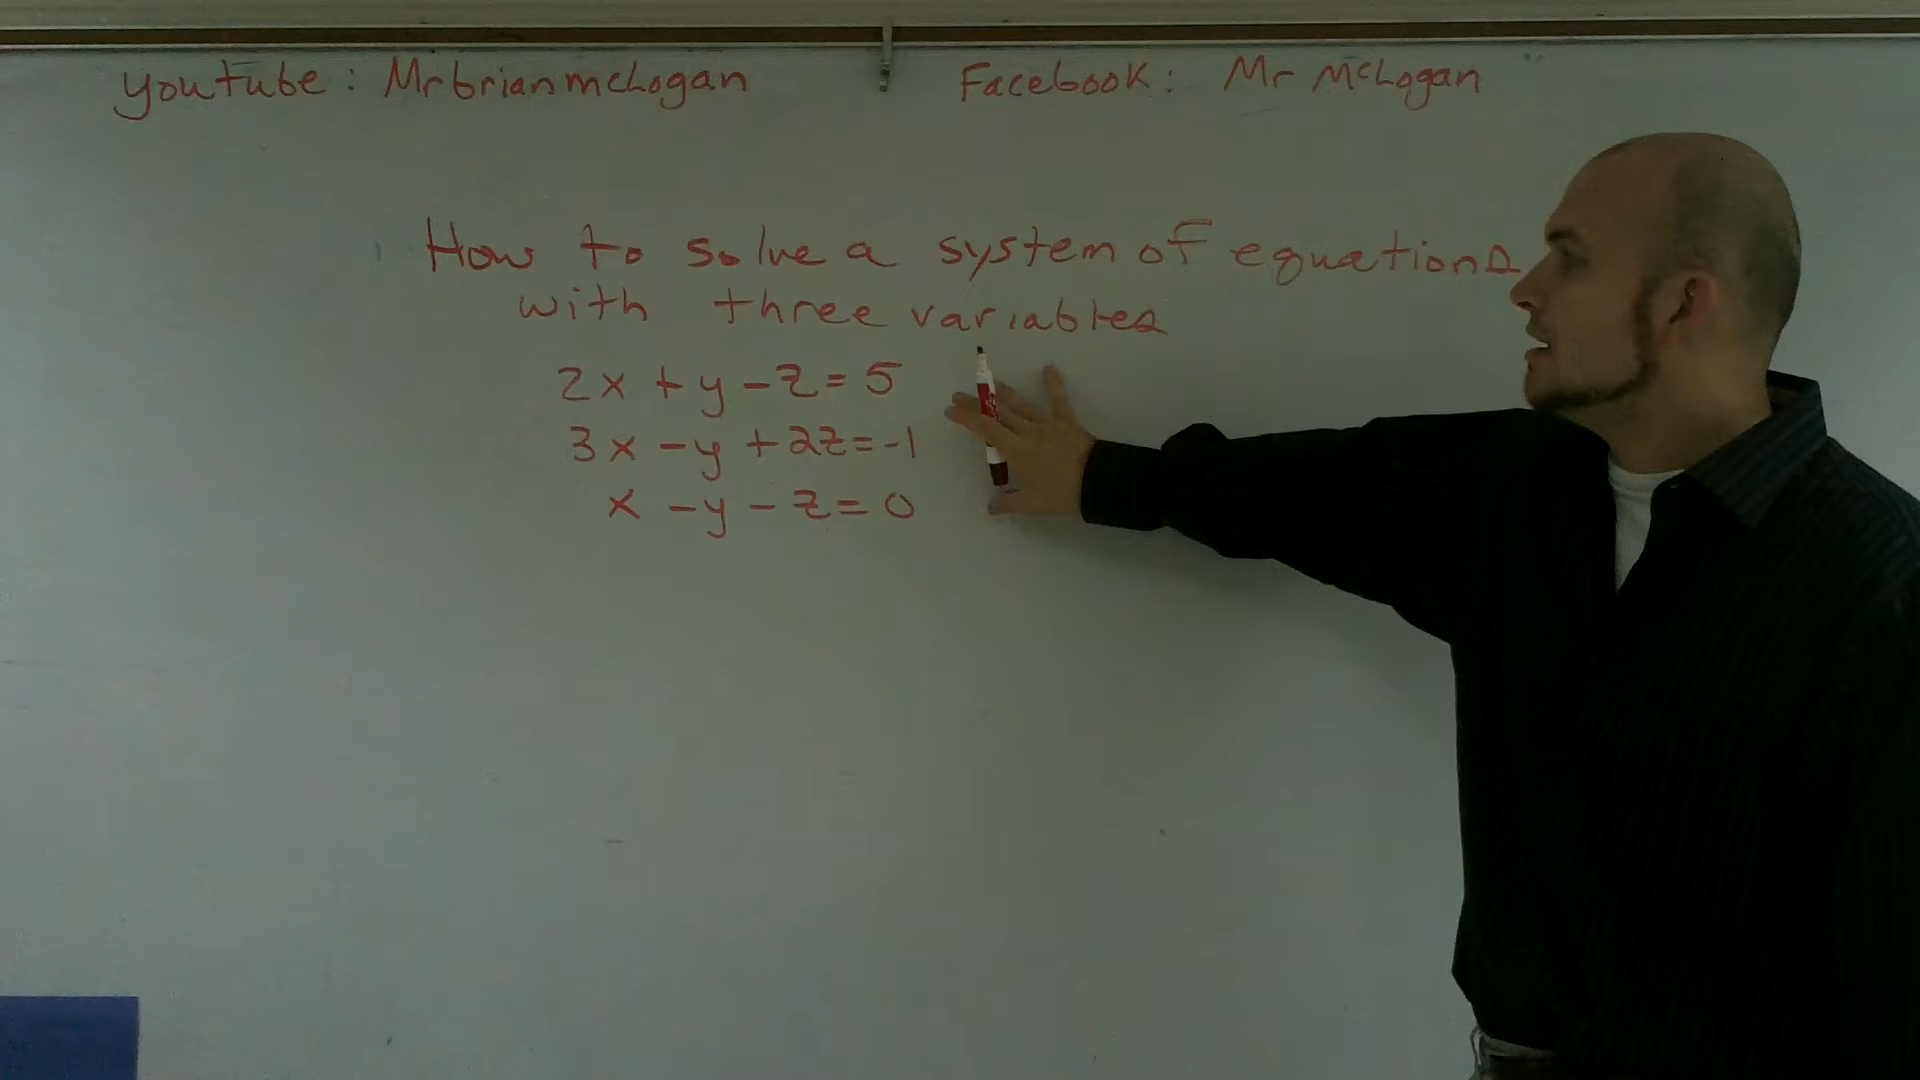 youtube: Mrbrianmclogan
Facebook: Mr McLogan
How to solve a system of equations
with three variables
2x + y - z = 5
3x - y + 2z = -1
x - y - z = 0